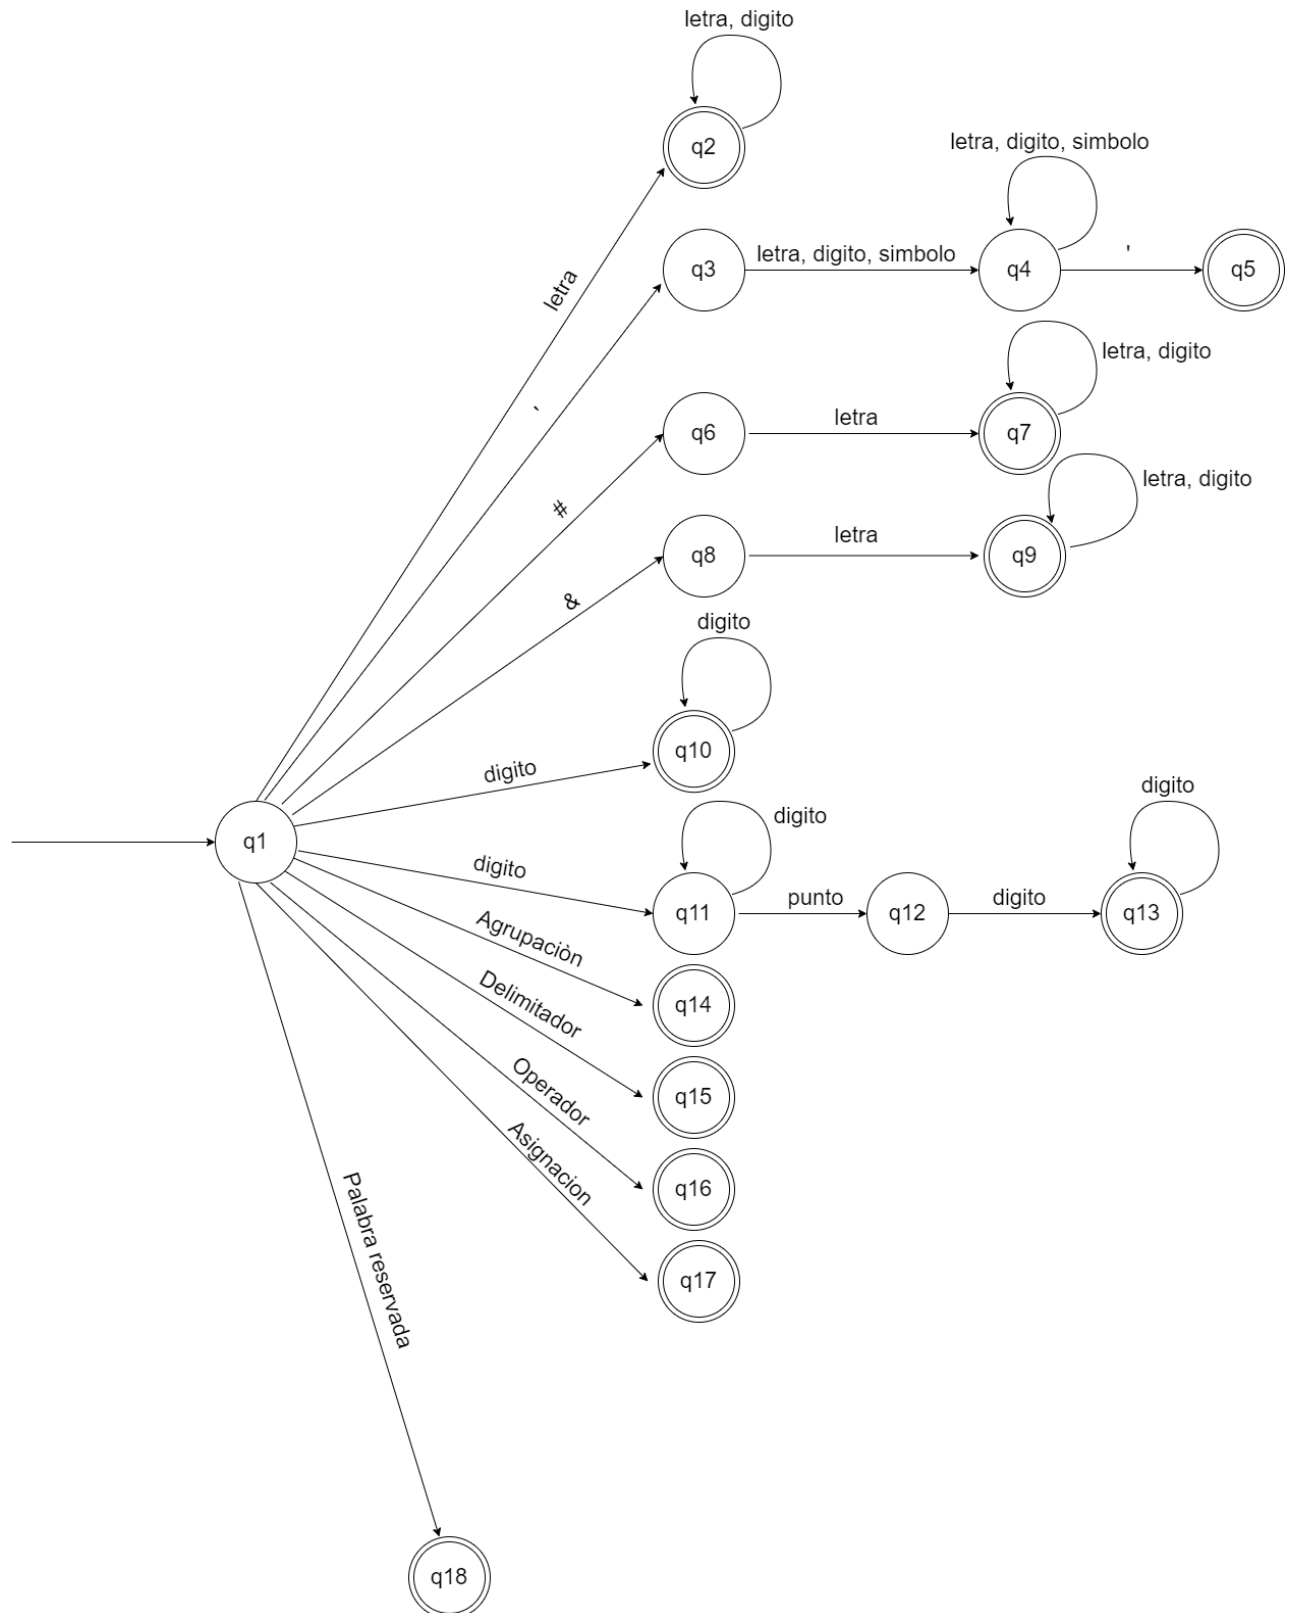 letra, digito
q2
letra, digito, simbolo
letra
q3
letra, digito, simbolo
q4
'
q5
'
letra, digito
q6
letra
q7
#
letra, digito
q8
letra
q9
&
digito
q10
digito
digito
digito
q1
digito
digito
q11
punto
q12
digito
q13
Agrupaciòn
q14
Delimitador
q15
Operador
q16
Asignacion
q17
Palabra reservada
q18